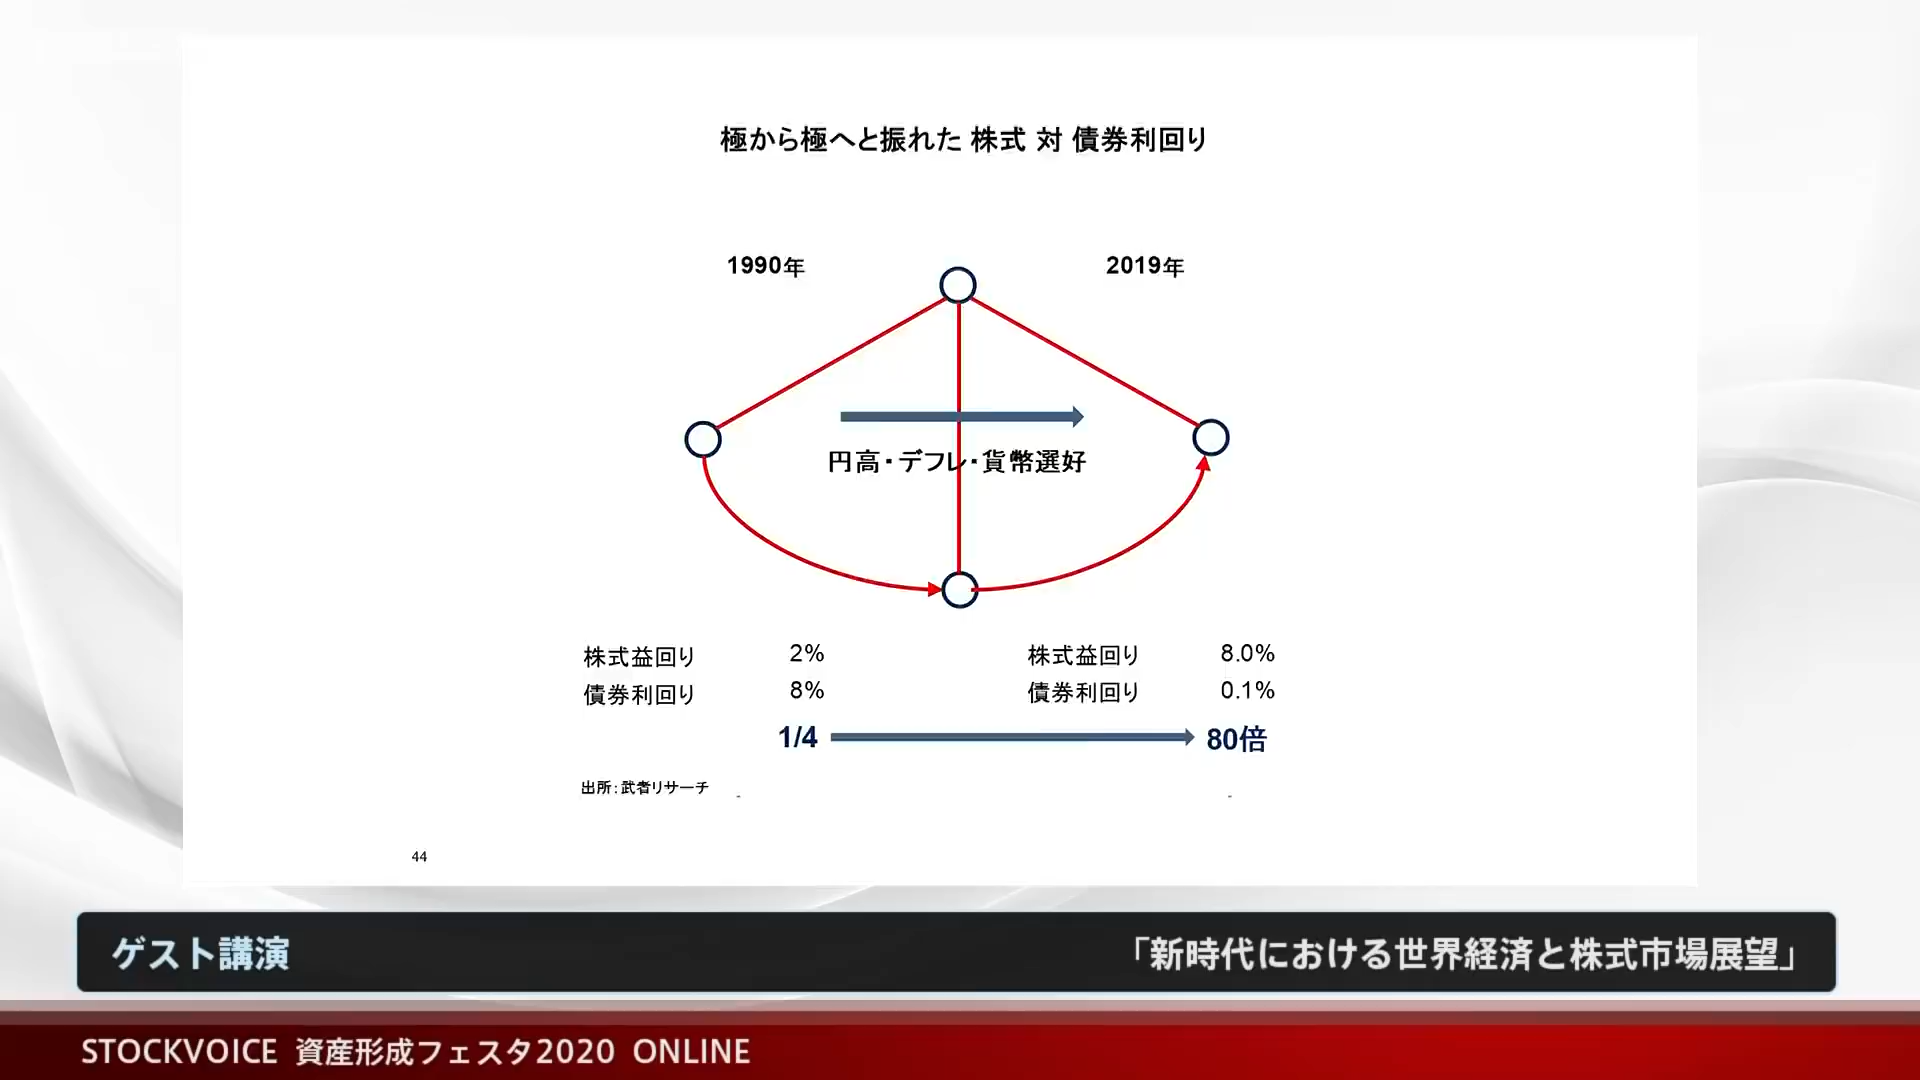 極から極へと振れた 株式 対 債券利回り
1990年
2019年
円高・デフレ・貨幣選好
株式益回り 2% 株式益回り 8.0%
債券利回り 8% 債券利回り 0.1%
1/4 80倍
出所：武者リサーチ
44
ゲスト講演 「新時代における世界経済と株式市場展望」
STOCKVOICE 資産形成フェスタ2020 ONLINE